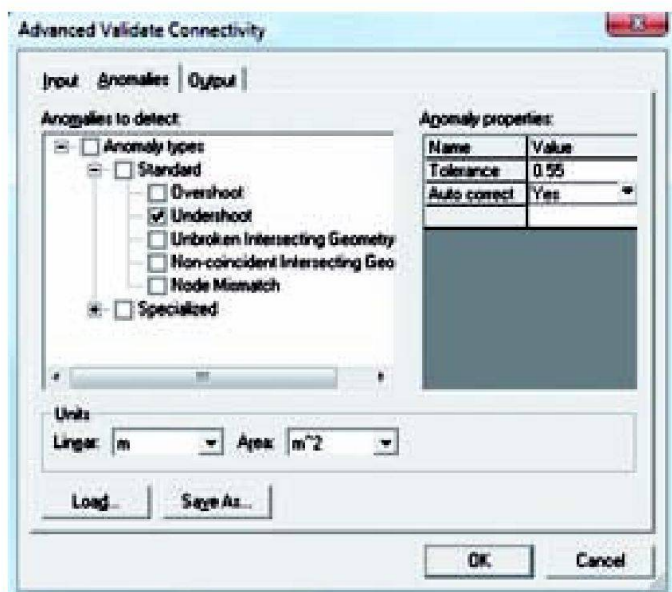 Advanced Validate Connectivity
Input Anomalies Output
Anomalies to detect:
Anomaly types
Standard
Overshoot
Undershoot
Unbroken Intersecting Geometry
Non-coincident Intersecting Geo
Node Mismatch
Specialized
Anomaly properties:
Name Value
Tolerance 0.55
Auto correct Yes
Units
Linear: m Area: m^2
Load... Save As...
OK Cancel